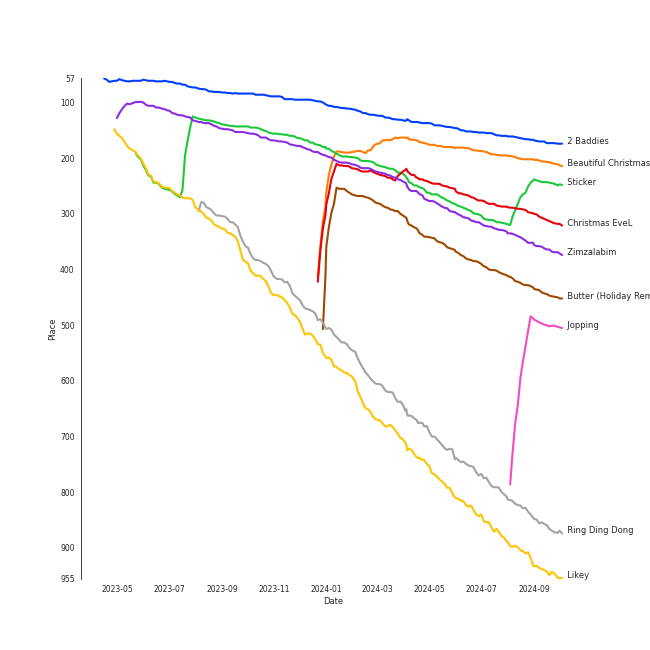 57
100
200
300
400
500
600
700
800
900
955
Place
2023-05
2023-07
2023-09
2023-11
2024-01
2024-03
2024-05
2024-07
2024-09
Date
2 Baddies
Beautiful Christmas
Sticker
Christmas EveL
Zimzalabim
Butter (Holiday Rem
Jopping
Ring Ding Dong
Likey